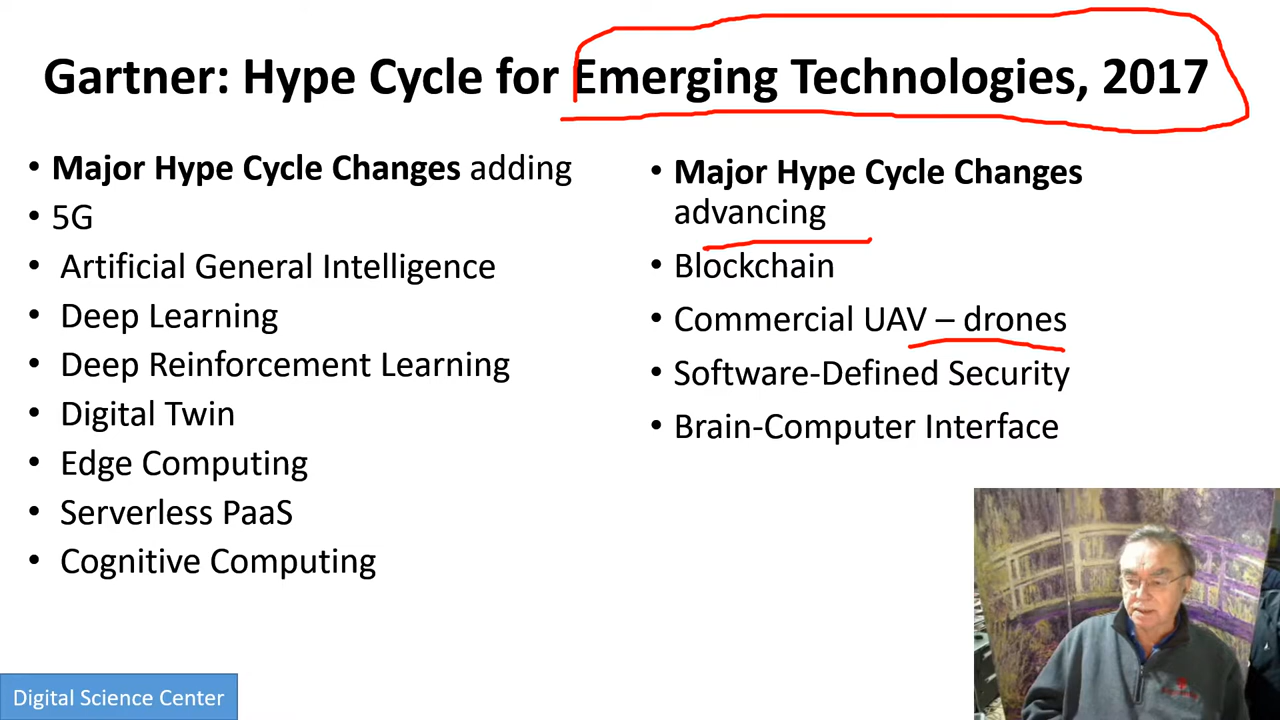 Gartner: Hype Cycle for Emerging Technologies, 2017
• Major Hype Cycle Changes adding
• 5G
• Artificial General Intelligence
• Deep Learning
• Deep Reinforcement Learning
• Digital Twin
• Edge Computing
• Serverless PaaS
• Cognitive Computing
• Major Hype Cycle Changes
advancing
• Blockchain
• Commercial UAV – drones
• Software-Defined Security
• Brain-Computer Interface
Digital Science Center